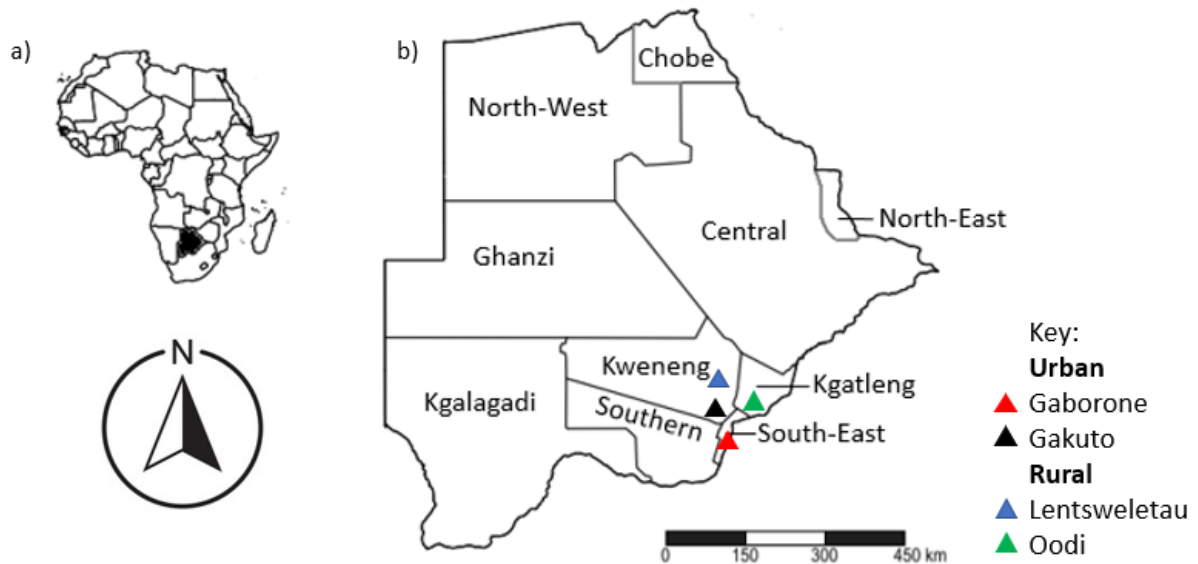 a)
b)
Chobe
North-West
North-East
Central
Ghanzi
Kweneng
Kgatleng
Kgalagadi
Southern
South-East
N
0 150 300 450 km
Key:
Urban
Gaborone
Gakuto
Rural
Lentsweletau
Oodi